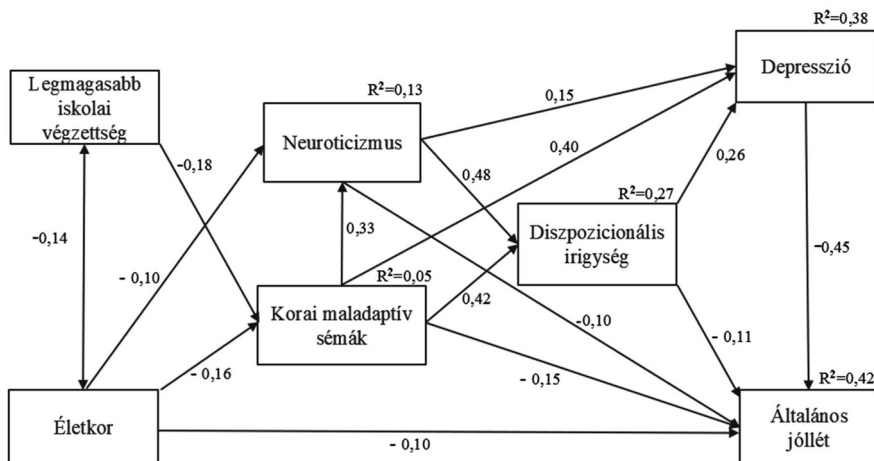 R²=0,38
Depresszió
Legmagasabb
iskolai
végzettség
R²=0,13
Neuroticizmus
0,15
0,40
0,26
-0,18
0,48
R²=0,27
Diszpozicionális
irigység
-0,14
0,33
-0,45
- 0,10
R²=0,05
Korai maladaptív
sémák
0,42
-0,10
- 0,11
- 0,16
- 0,15
R²=0,42
Életkor
Általános
jóllét
- 0,10